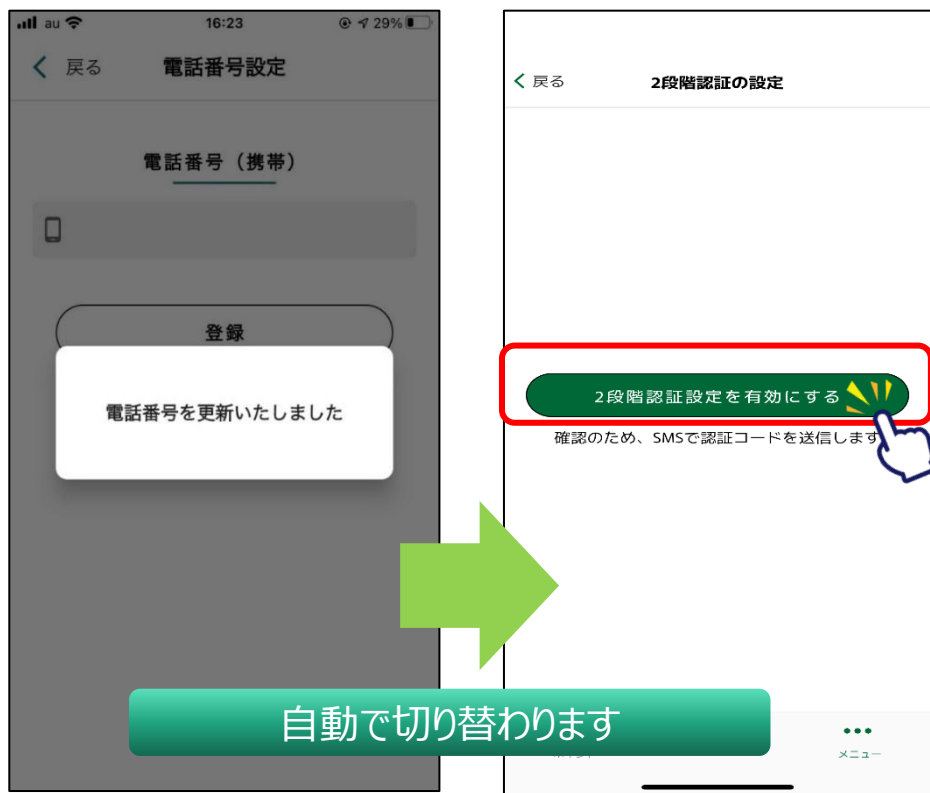 au 16:23 29%
戻る 電話番号設定
電話番号（携帯）
登録
電話番号を更新いたしました
戻る 2段階認証の設定
2段階認証設定を有効にする
確認のため、SMSで認証コードを送信します
自動で切り替わります
メニュー